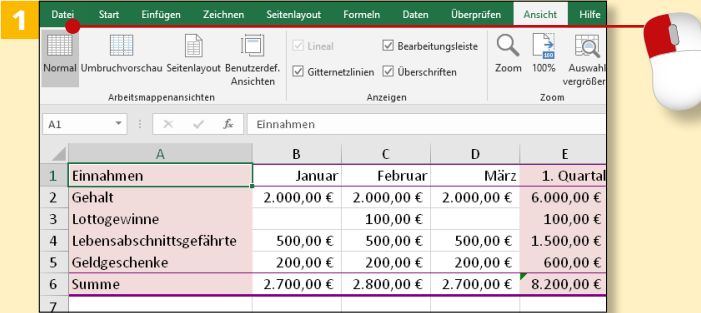 1
Datei Start Einfügen Zeichnen Seitenlayout Formeln Daten Überprüfen Ansicht Hilfe
Normal Umbruchvorschau Seitenlayout Benutzerdef. Ansichten
Arbeitsmappenansichten
Lineal Bearbeitungsleiste
Gitternetzlinien Überschriften
Anzeigen
Zoom 100% Auswahl
vergrößer
Zoom
A1 fx Einnahmen
A B C D E
1 Einnahmen Januar Februar März 1. Quartal
2 Gehalt 2.000,00 € 2.000,00 € 2.000,00 € 6.000,00 €
3 Lottogewinne 100,00 € 100,00 €
4 Lebensabschnittsgefährte 500,00 € 500,00 € 500,00 € 1.500,00 €
5 Geldgeschenke 200,00 € 200,00 € 200,00 € 600,00 €
6 Summe 2.700,00 € 2.800,00 € 2.700,00 € 8.200,00 €
7